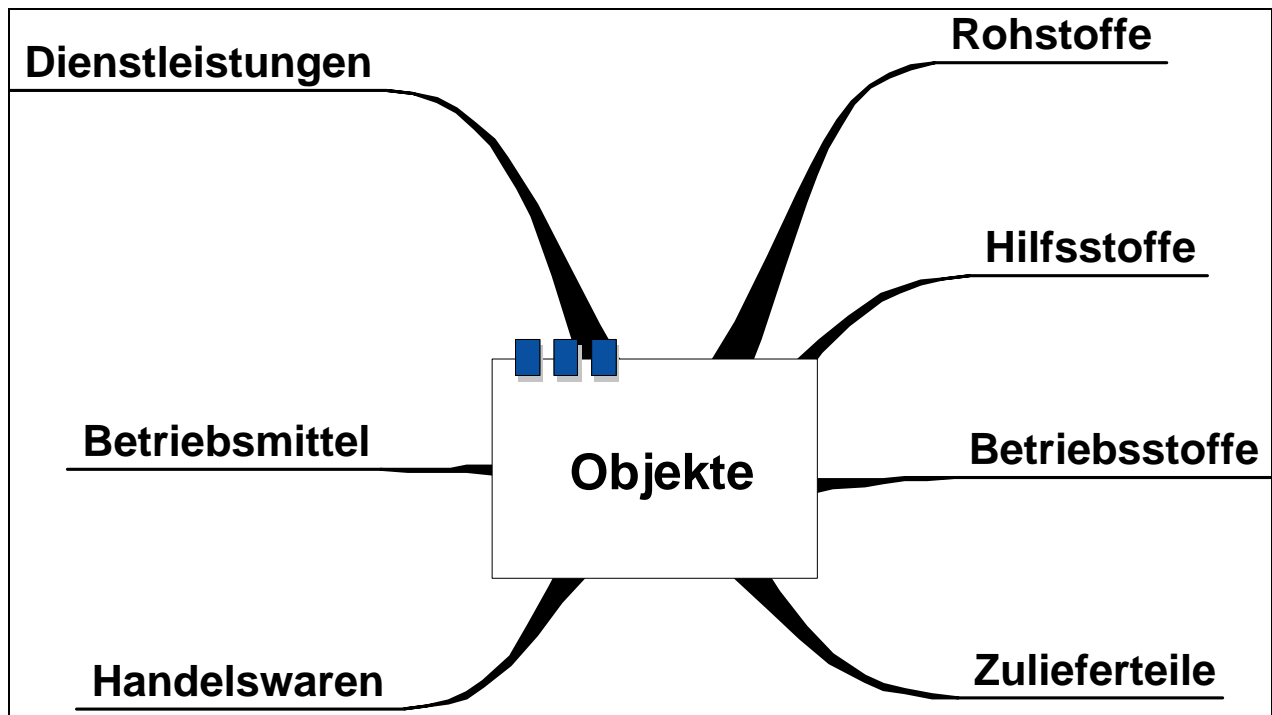 Dienstleistungen
Rohstoffe
Hilfsstoffe
Betriebsmittel
Objekte
Betriebsstoffe
Handelswaren
Zulieferteile